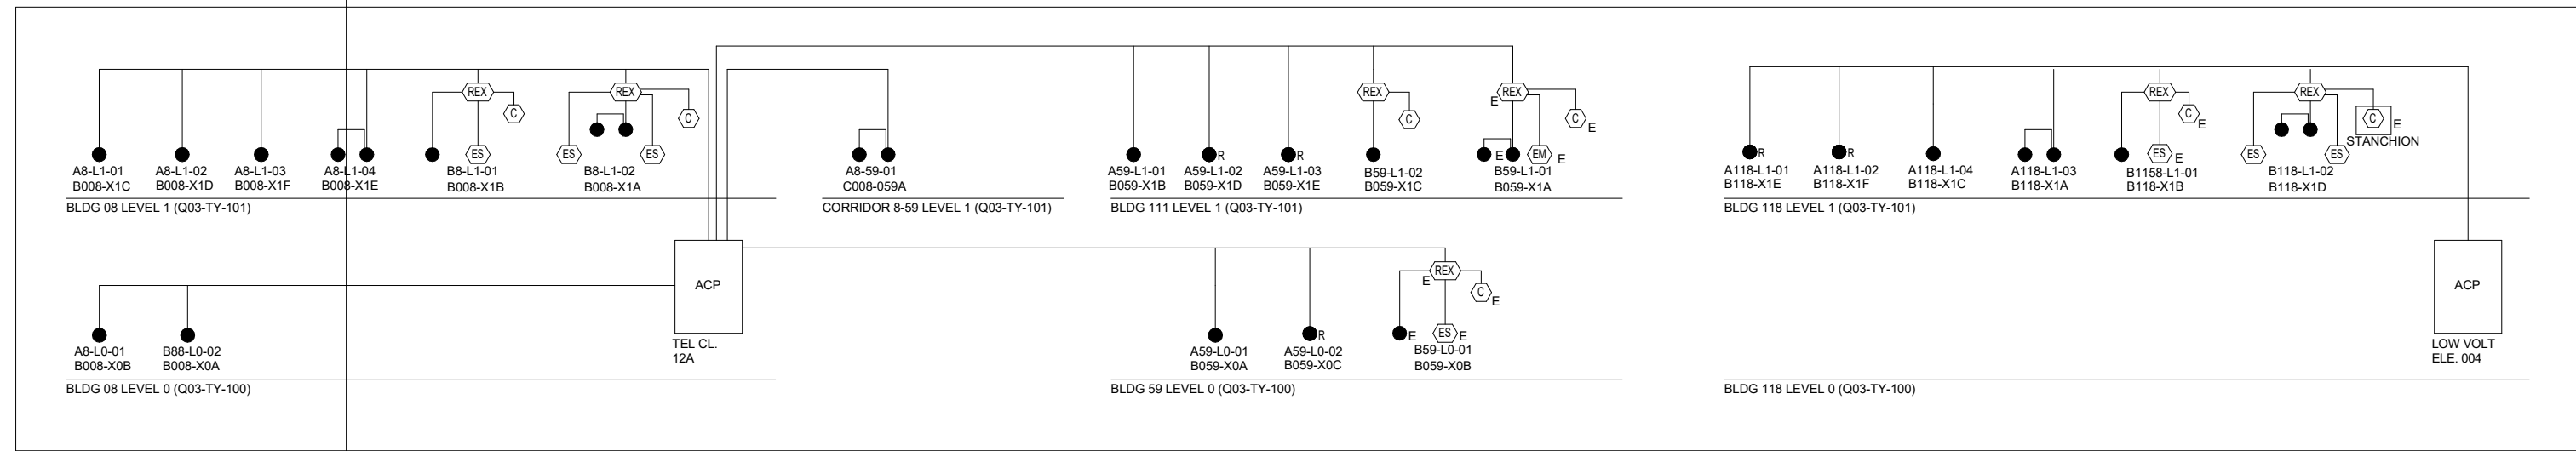 REX
C
ES
A8-L1-01
B008-X1C
A8-L1-02
B008-X1D
A8-L1-03
B008-X1F
A8-L1-04
B008-X1E
B8-L1-01
B008-X1B
REX
C
ES
ES
B8-L1-02
B008-X1A
BLDG 08 LEVEL 1 (Q03-TY-101)
A8-59-01
C008-059A
CORRIDOR 8-59 LEVEL 1 (Q03-TY-101)
A59-L1-01
B059-X1B
R
A59-L1-02
B059-X1D
R
A59-L1-03
B059-X1E
REX
C
B59-L1-02
B059-X1C
REX
E
C
E
E
EM
E
B59-L1-01
B059-X1A
BLDG 111 LEVEL 1 (Q03-TY-101)
R
A118-L1-01
B118-X1E
R
A118-L1-02
B118-X1F
A118-L1-04
B118-X1C
A118-L1-03
B118-X1A
REX
C
E
ES
E
B1158-L1-01
B118-X1B
REX
C
E
STANCHION
ES
ES
B118-L1-02
B118-X1D
BLDG 118 LEVEL 1 (Q03-TY-101)
A8-L0-01
B008-X0B
B88-L0-02
B008-X0A
BLDG 08 LEVEL 0 (Q03-TY-100)
ACP
TEL CL.
12A
A59-L0-01
B059-X0A
R
A59-L0-02
B059-X0C
REX
E
C
E
E
ES
E
B59-L0-01
B059-X0B
BLDG 59 LEVEL 0 (Q03-TY-100)
ACP
LOW VOLT
ELE. 004
BLDG 118 LEVEL 0 (Q03-TY-100)